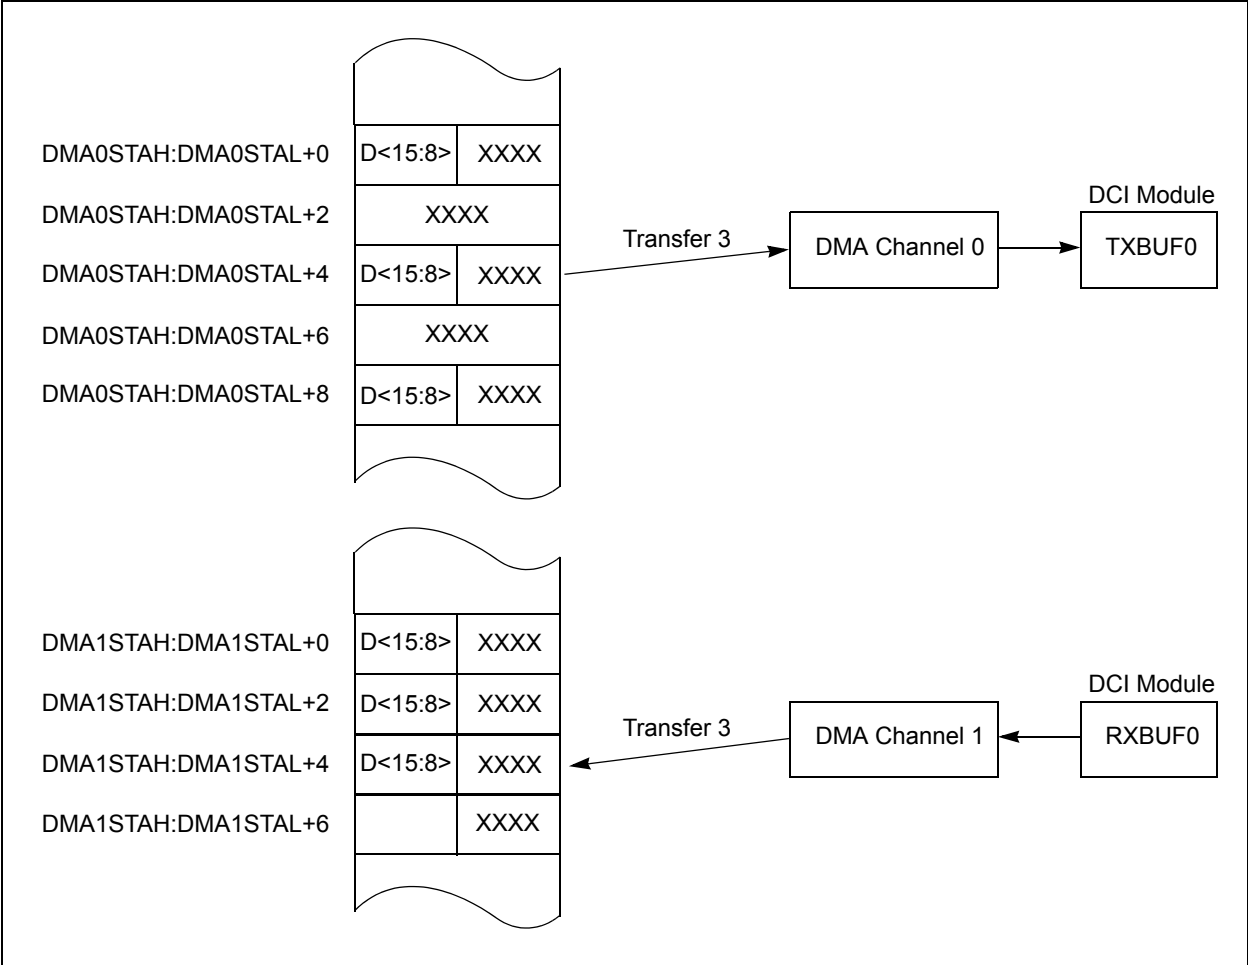 DMA0STAH:DMA0STAL+0 D<15:8> XXXX
DMA0STAH:DMA0STAL+2 XXXX
DMA0STAH:DMA0STAL+4 D<15:8> XXXX
DMA0STAH:DMA0STAL+6 XXXX
DMA0STAH:DMA0STAL+8 D<15:8> XXXX
Transfer 3
DMA Channel 0
DCI Module
TXBUF0
DMA1STAH:DMA1STAL+0 D<15:8> XXXX
DMA1STAH:DMA1STAL+2 D<15:8> XXXX
DMA1STAH:DMA1STAL+4 D<15:8> XXXX
DMA1STAH:DMA1STAL+6 XXXX
Transfer 3
DMA Channel 1
DCI Module
RXBUF0